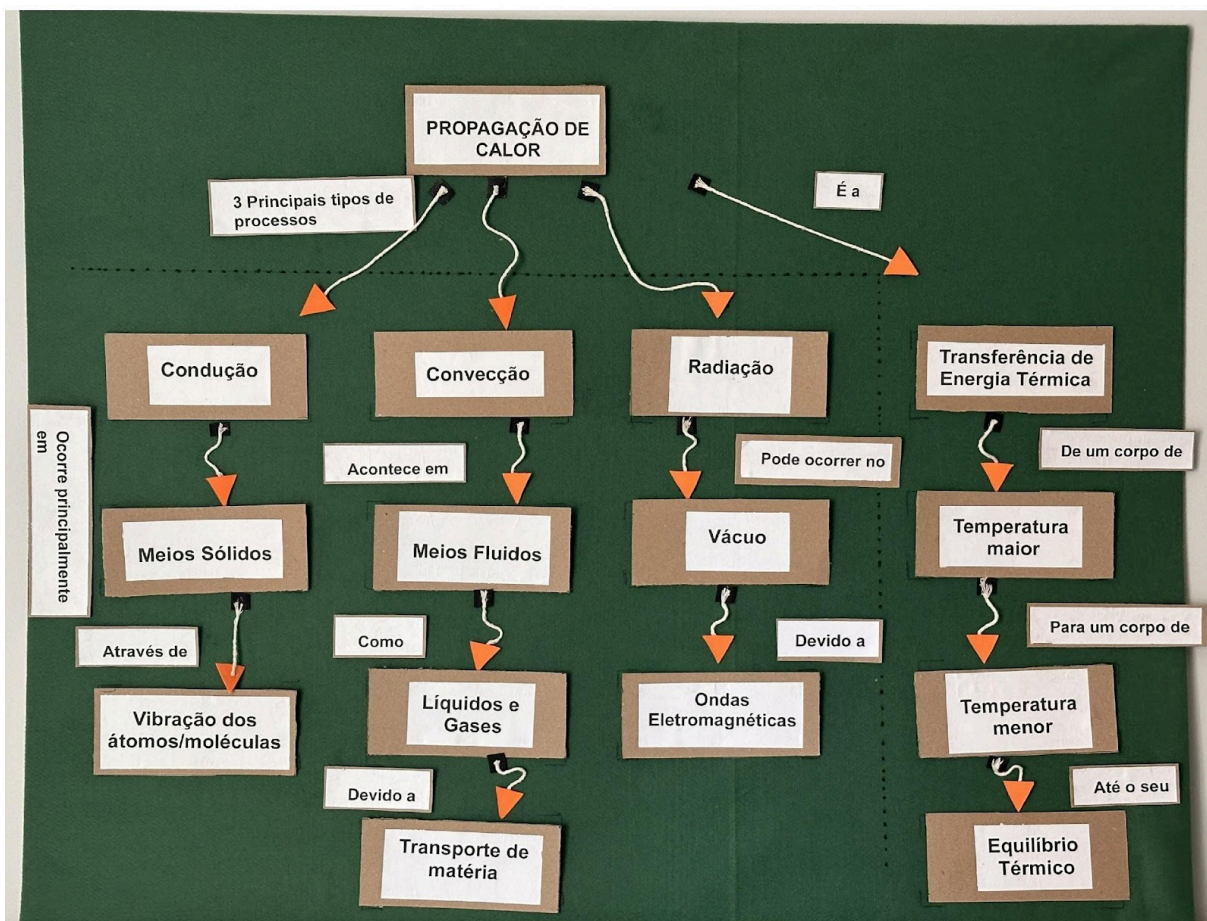 PROPAGAÇÃO DE
CALOR
3 Principais tipos de
processos
É a
Condução
Ocorre principalmente
em
Meios Sólidos
Através de
Vibração dos
átomos/moléculas
Convecção
Acontece em
Meios Fluidos
Como
Líquidos e
Gases
Devido a
Transporte de
matéria
Radiação
Pode ocorrer no
Vácuo
Devido a
Ondas
Eletromagnéticas
Transferência de
Energia Térmica
De um corpo de
Temperatura
maior
Para um corpo de
Temperatura
menor
Até o seu
Equilíbrio
Térmico